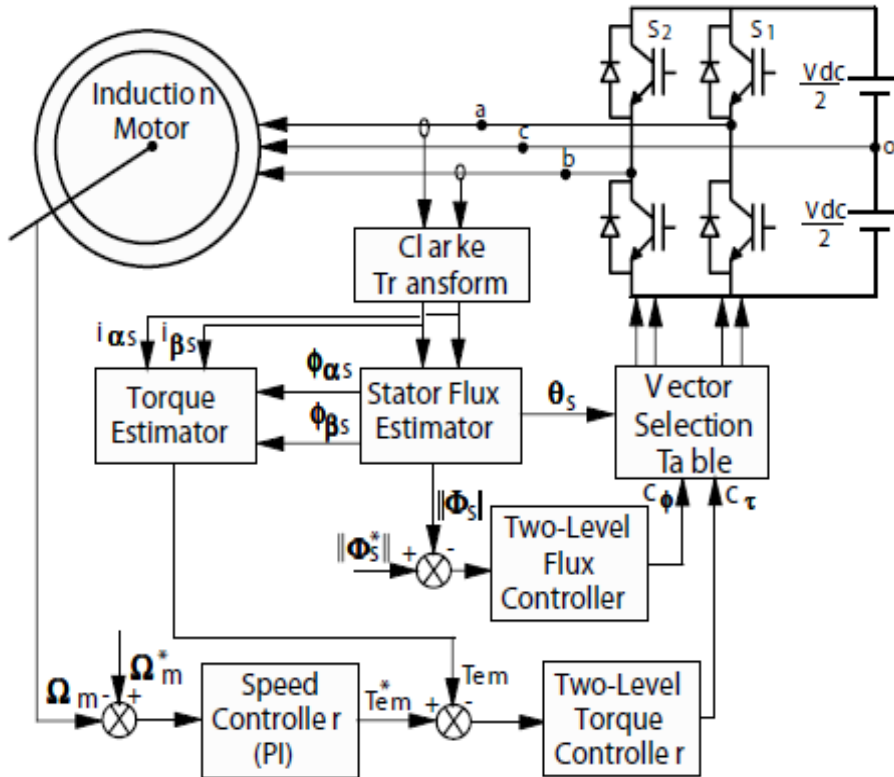 S2
S1
Vdc
2
Induction
Motor
a
c
o
b
Vdc
2
Clarke
Transform
iαs
iβs
ϕαs
Torque
Estimator
Stator Flux
Estimator
θs
Vector
Selection
Table
ϕβs
Cϕ
Cτ
||Φs|
Two-Level
Flux
Controller
||Φs*||
+
-
Ωm*
Ωm
-
+
Speed
Controller
(PI)
Tem*
+
Tem
-
Two-Level
Torque
Controller